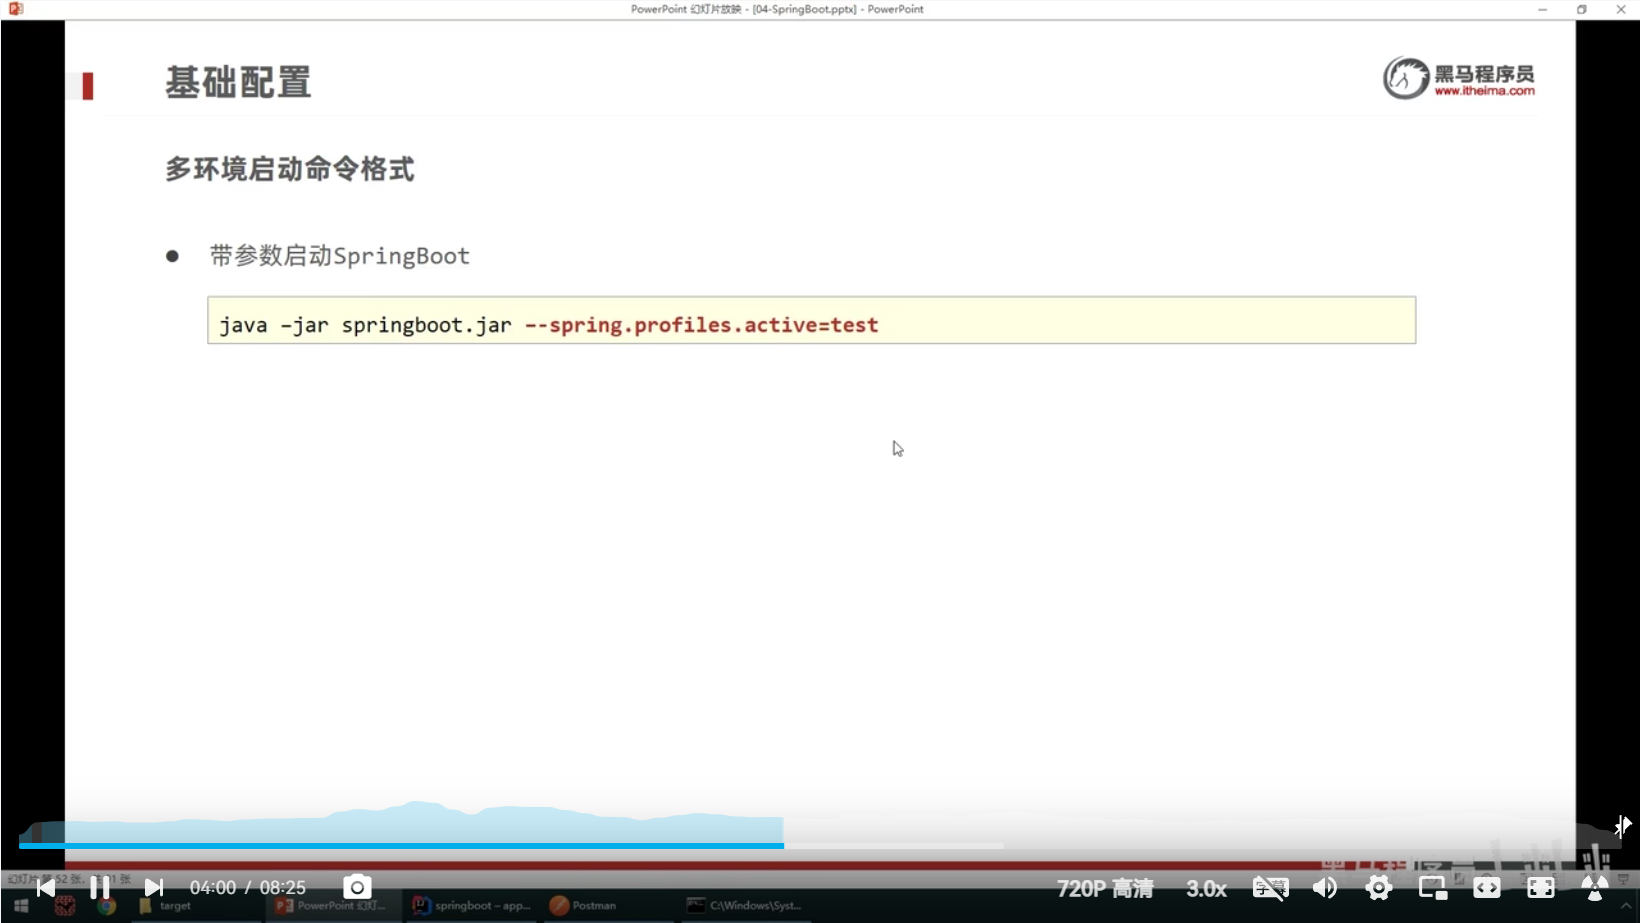 PowerPoint 幻灯片放映 - [04-SpringBoot.pptx] - PowerPoint
基础配置
黑马程序员
www.itheima.com
多环境启动命令格式
● 带参数启动SpringBoot
java –jar springboot.jar --spring.profiles.active=test
04:00 / 08:25
720P 高清
3.0x
字幕
target
PowerPoint 幻灯...
springboot – app...
Postman
C:\Windows\Syst...